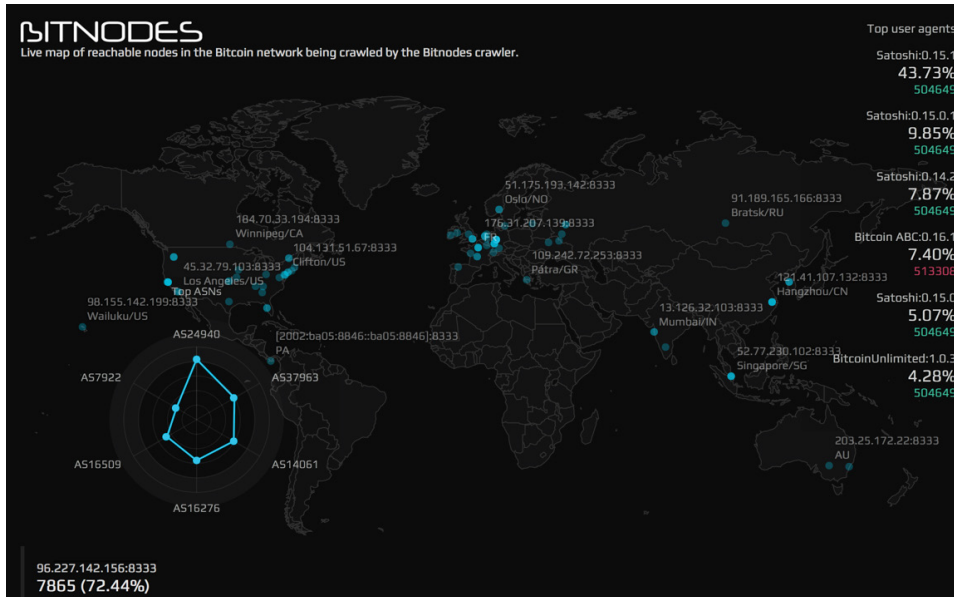 BITNODES
Live map of reachable nodes in the Bitcoin network being crawled by the Bitnodes crawler.
Top user agents
Satoshi:0.15.1
43.73%
504649
Satoshi:0.15.0.1
9.85%
504649
Satoshi:0.14.2
7.87%
504649
Bitcoin ABC:0.16.1
7.40%
513308
Satoshi:0.15.0
5.07%
504649
BitcoinUnlimited:1.0.3
4.28%
504649
51.175.193.142:8333
Oslo/NO
91.189.165.166:8333
Bratsk/RU
184.70.33.194:8333
Winnipeg/CA
176.31.207.139:8333
FR
104.131.51.67:8333
Clifton/US
109.242.72.253:8333
Pátra/GR
45.32.79.103:8333
Los Angeles/US
121.41.107.132:8333
Hangzhou/CN
98.155.142.199:8333
Wailuku/US
13.126.32.103:8333
Mumbai/IN
[2002:ba05:8846::ba05:8846]:8333
PA
52.77.230.102:8333
Singapore/SG
203.25.172.22:8333
AU
Top ASNs
AS24940
AS37963
AS14061
AS16276
AS16509
AS7922
96.227.142.156:8333
7865 (72.44%)